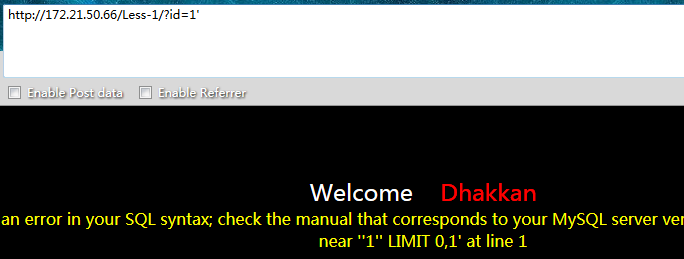 http://172.21.50.66/Less-1/?id=1'
Enable Post data Enable Referrer
Welcome Dhakkan
an error in your SQL syntax; check the manual that corresponds to your MySQL server ver
near ''1'' LIMIT 0,1' at line 1